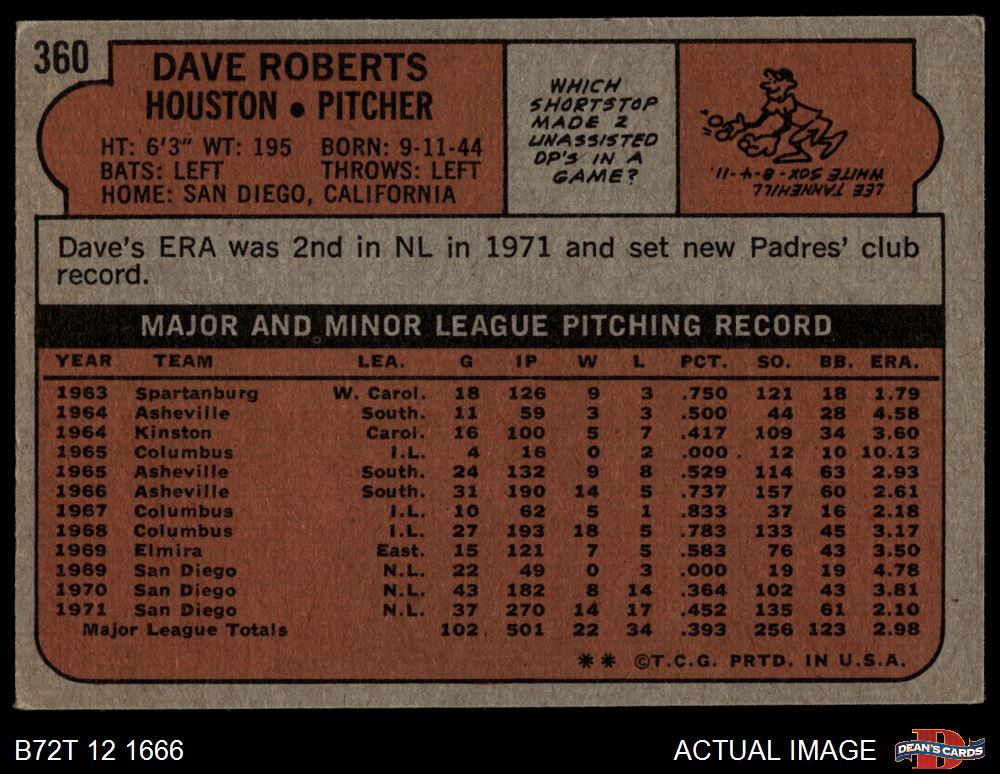 360
DAVE ROBERTS
HOUSTON • PITCHER
HT: 6'3" WT: 195 BORN: 9-11-44
BATS: LEFT THROWS: LEFT
HOME: SAN DIEGO, CALIFORNIA
WHICH
SHORTSTOP
MADE 2
UNASSISTED
DP'S IN A
GAME?
LEE TANNEHILL
WHITE SOX - 8-4-11.
Dave's ERA was 2nd in NL in 1971 and set new Padres' club
record.
MAJOR AND MINOR LEAGUE PITCHING RECORD
YEAR TEAM LEA. G IP W L PCT. SO. BB. ERA.
1963 Spartanburg W. Carol. 18 126 9 3 .750 121 18 1.79
1964 Asheville South. 11 59 3 3 .500 44 28 4.58
1964 Kinston Carol. 16 100 5 7 .417 109 34 3.60
1965 Columbus I.L. 4 16 0 2 .000 12 10 10.13
1965 Asheville South. 24 132 9 8 .529 114 63 2.93
1966 Asheville South. 31 190 14 5 .737 157 60 2.61
1967 Columbus I.L. 10 62 5 1 .833 37 16 2.18
1968 Columbus I.L. 27 193 18 5 .783 133 45 3.17
1969 Elmira East. 15 121 7 5 .583 76 43 3.50
1969 San Diego N.L. 22 49 0 3 .000 19 19 4.78
1970 San Diego N.L. 43 182 8 14 .364 102 43 3.81
1971 San Diego N.L. 37 270 14 17 .452 135 61 2.10
Major League Totals 102 501 22 34 .393 256 123 2.98
** ©T.C.G. PRTD. IN U.S.A.
B72T 12 1666
ACTUAL IMAGE
DEAN'S CARDS